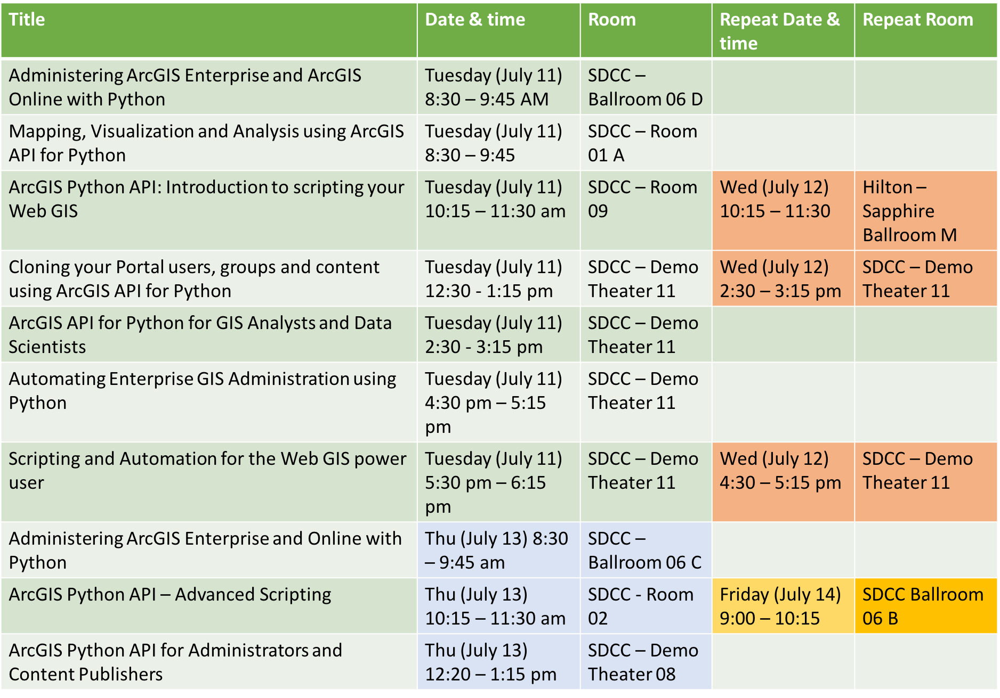 Title
Date & time
Room
Repeat Date &
time
Repeat Room
Administering ArcGIS Enterprise and ArcGIS
Online with Python
Tuesday (July 11)
8:30 – 9:45 AM
SDCC –
Ballroom 06 D
Mapping, Visualization and Analysis using ArcGIS
API for Python
Tuesday (July 11)
8:30 – 9:45
SDCC – Room
01 A
ArcGIS Python API: Introduction to scripting your
Web GIS
Tuesday (July 11)
10:15 – 11:30 am
SDCC – Room
09
Wed (July 12)
10:15 – 11:30
Hilton –
Sapphire
Ballroom M
Cloning your Portal users, groups and content
using ArcGIS API for Python
Tuesday (July 11)
12:30 - 1:15 pm
SDCC – Demo
Theater 11
Wed (July 12)
2:30 – 3:15 pm
SDCC – Demo
Theater 11
ArcGIS API for Python for GIS Analysts and Data
Scientists
Tuesday (July 11)
2:30 - 3:15 pm
SDCC – Demo
Theater 11
Automating Enterprise GIS Administration using
Python
Tuesday (July 11)
4:30 pm – 5:15
pm
SDCC – Demo
Theater 11
Scripting and Automation for the Web GIS power
user
Tuesday (July 11)
5:30 pm – 6:15
pm
SDCC – Demo
Theater 11
Wed (July 12)
4:30 – 5:15 pm
SDCC – Demo
Theater 11
Administering ArcGIS Enterprise and Online with
Python
Thu (July 13) 8:30
– 9:45 am
SDCC –
Ballroom 06 C
ArcGIS Python API – Advanced Scripting
Thu (July 13)
10:15 – 11:30 am
SDCC - Room
02
Friday (July 14)
9:00 – 10:15
SDCC Ballroom
06 B
ArcGIS Python API for Administrators and
Content Publishers
Thu (July 13)
12:20 – 1:15 pm
SDCC – Demo
Theater 08